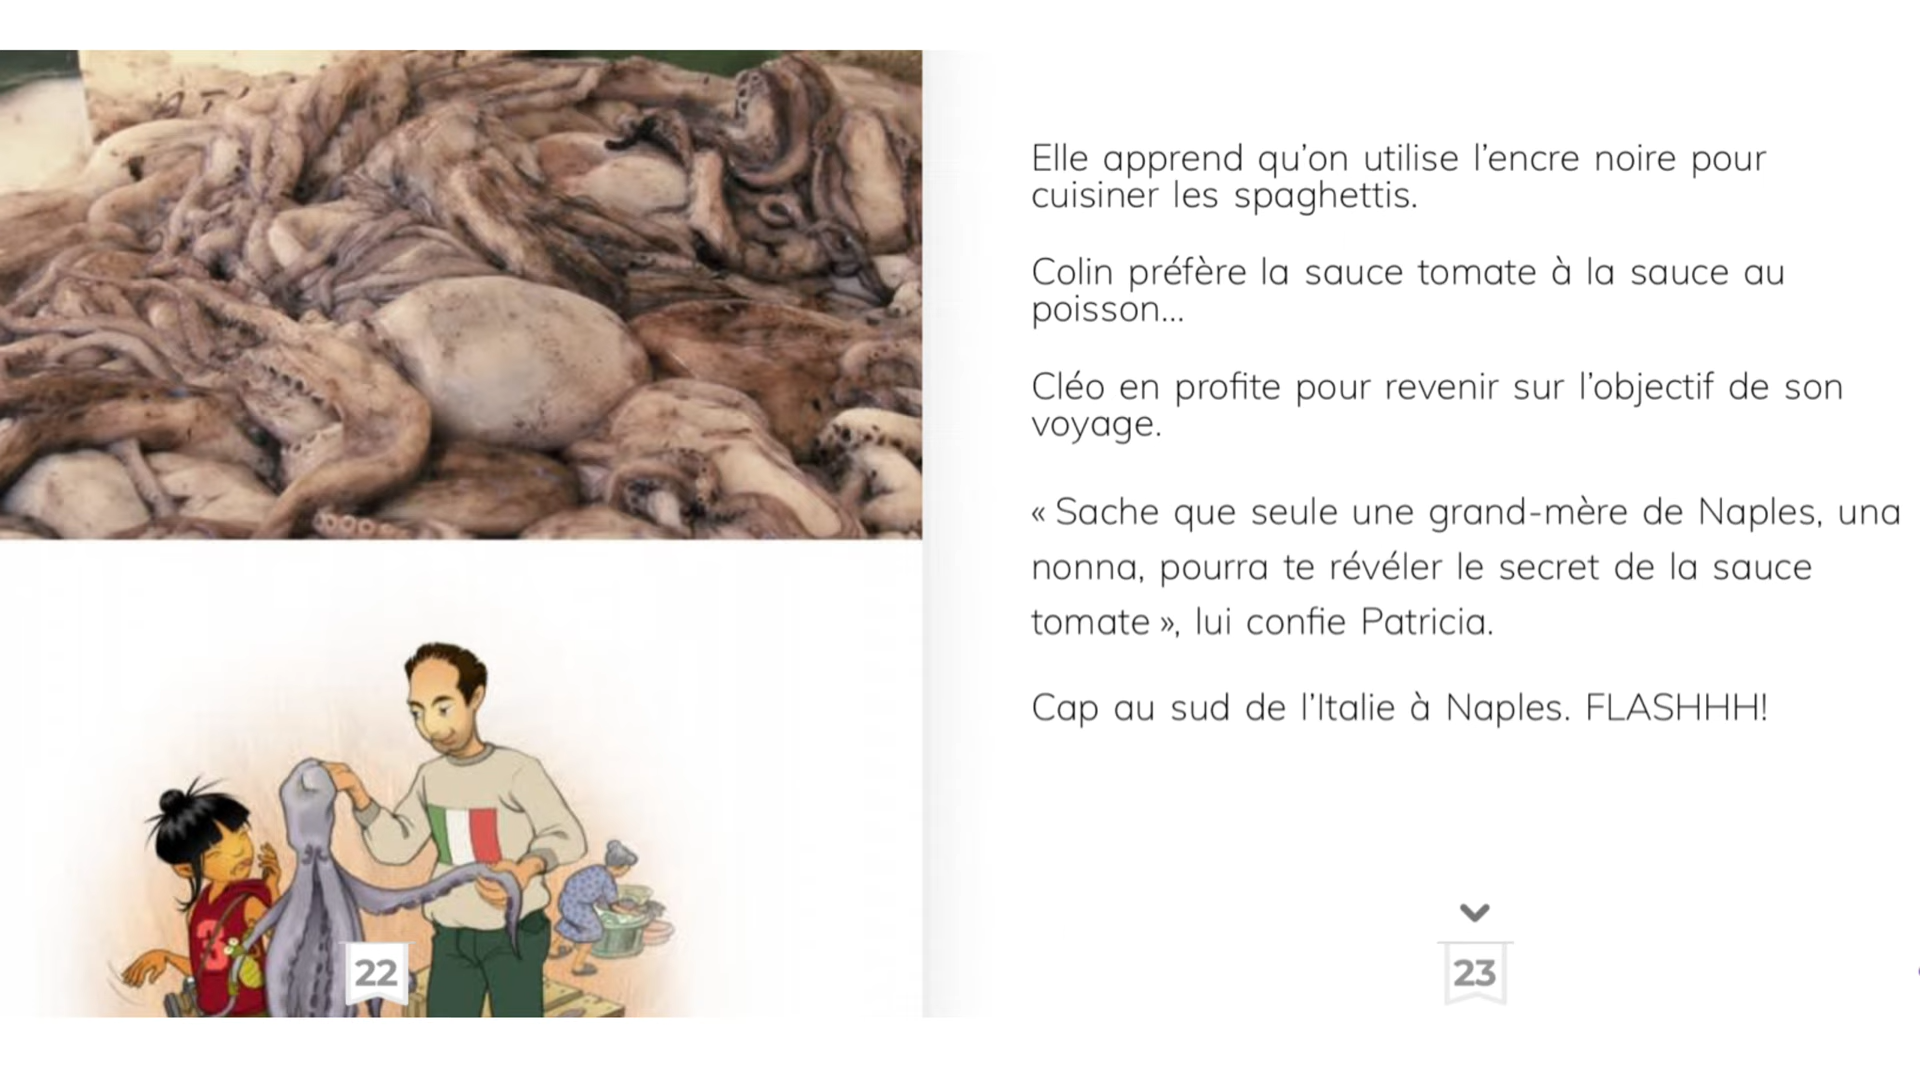 Elle apprend qu’on utilise l’encre noire pour
cuisiner les spaghettis.
Colin préfère la sauce tomate à la sauce au
poisson...
Cléo en profite pour revenir sur l’objectif de son
voyage.
« Sache que seule une grand-mère de Naples, una
nonna, pourra te révéler le secret de la sauce
tomate », lui confie Patricia.
Cap au sud de l’Italie à Naples. FLASHHH!
3
22
23